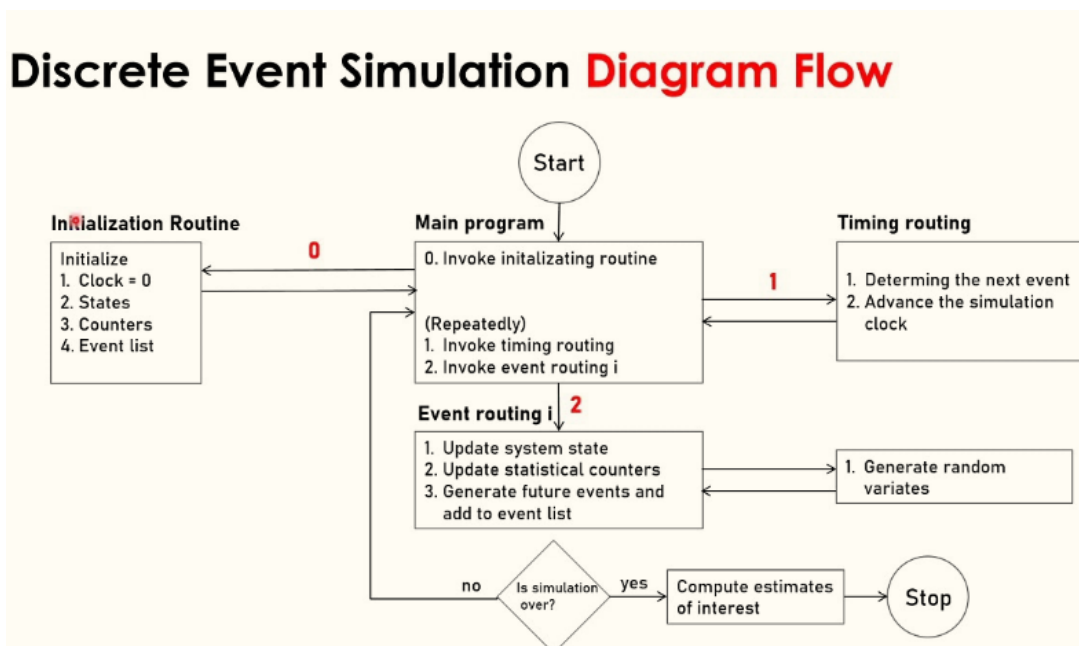 Discrete Event Simulation Diagram Flow
Start
Initialization Routine
Initialize
1. Clock = 0
2. States
3. Counters
4. Event list
0
Main program
0. Invoke initalizating routine
(Repeatedly)
1. Invoke timing routing
2. Invoke event routing i
1
Timing routing
1. Determing the next event
2. Advance the simulation
clock
2
Event routing i
1. Update system state
2. Update statistical counters
3. Generate future events and
add to event list
1. Generate random
variates
Is simulation
over?
no
yes
Compute estimates
of interest
Stop